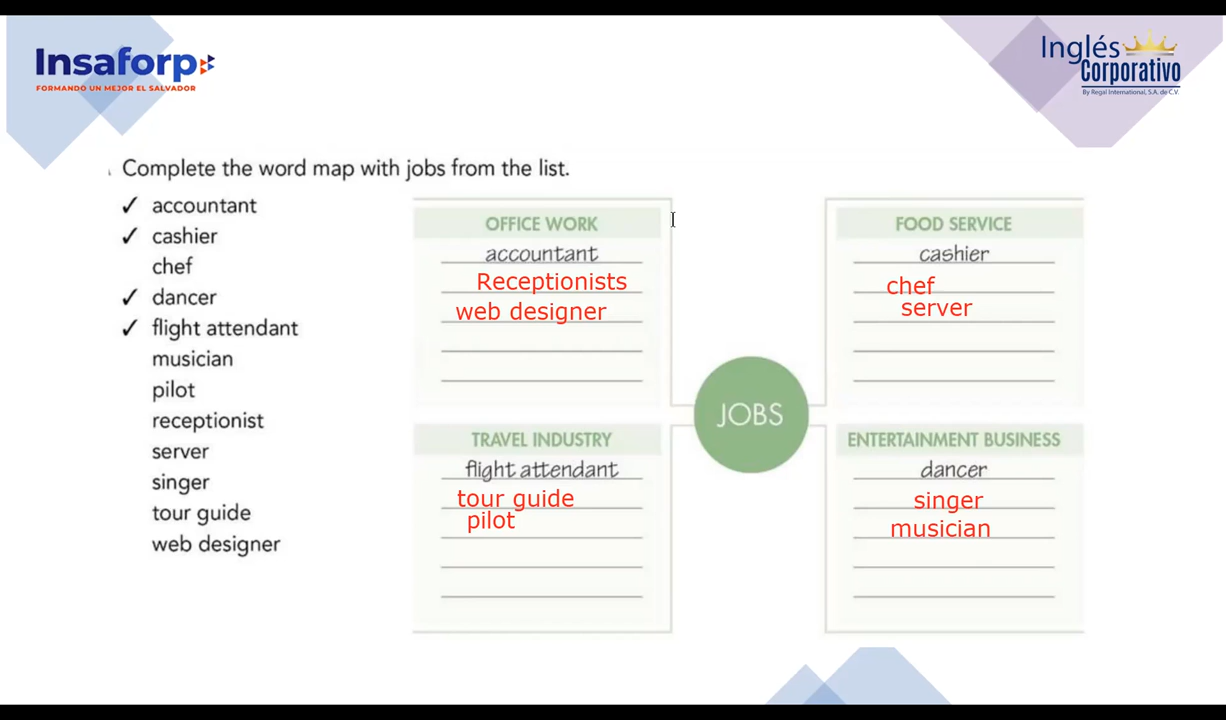 Insaforp
FORMANDO UN MEJOR EL SALVADOR
Inglés
Corporativo
By Regal International, S.A. de C.V.
Complete the word map with jobs from the list.
✓ accountant
✓ cashier
chef
✓ dancer
✓ flight attendant
musician
pilot
receptionist
server
singer
tour guide
web designer
OFFICE WORK
accountant
Receptionists
web designer
FOOD SERVICE
cashier
chef
server
JOBS
TRAVEL INDUSTRY
flight attendant
tour guide
pilot
ENTERTAINMENT BUSINESS
dancer
singer
musician